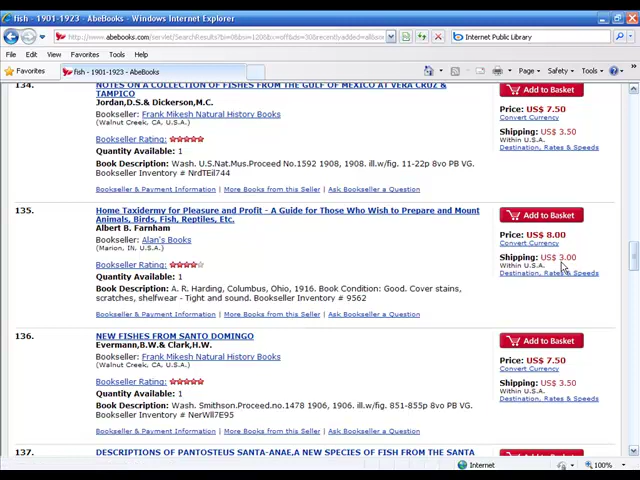 fish - 1901-1923 - AbeBooks - Windows Internet Explorer
Internet Public Library
File Edit View Favorites Tools Help
Favorites fish - 1901-1923 - AbeBooks Page Safety Tools
134. NOTES ON A COLLECTION OF FISHES FROM THE GULF OF MEXICO AT VERA CRUZ &
TAMPICO
Jordan,D.S.& Dickerson,M.C.
Bookseller: Frank Mikesh Natural History Books
(Walnut Creek, CA, U.S.A.)
Bookseller Rating:
Quantity Available: 1
Book Description: Wash. U.S.Nat.Mus.Proceed No.1592 1908, 1908. ill.w/fig. 11-22p 8vo PB VG.
Bookseller Inventory # NrdTEil744
Bookseller & Payment Information | More Books from this Seller | Ask Bookseller a Question
Add to Basket
Price: US$ 7.50
Convert Currency
Shipping: US$ 3.50
Within U.S.A.
Destination, Rates & Speeds
135. Home Taxidermy for Pleasure and Profit - A Guide for Those Who Wish to Prepare and Mount
Animals, Birds, Fish, Reptiles, Etc.
Albert B. Farnham
Bookseller: Alan's Books
(Marion, IN, U.S.A.)
Bookseller Rating:
Quantity Available: 1
Book Description: A. R. Harding, Columbus, Ohio, 1916. Book Condition: Good. Cover stains,
scratches, shelfwear - Tight and sound. Bookseller Inventory # 9562
Bookseller & Payment Information | More Books from this Seller | Ask Bookseller a Question
Add to Basket
Price: US$ 8.00
Convert Currency
Shipping: US$ 3.00
Within U.S.A.
Destination, Rates & Speeds
136. NEW FISHES FROM SANTO DOMINGO
Evermann,B.W.& Clark,H.W.
Bookseller: Frank Mikesh Natural History Books
(Walnut Creek, CA, U.S.A.)
Bookseller Rating:
Quantity Available: 1
Book Description: Wash. Smithson.Proceed.no.1478 1906, 1906. ill.w/fig. 851-855p 8vo PB VG.
Bookseller Inventory # NerWll7E95
Bookseller & Payment Information | More Books from this Seller | Ask Bookseller a Question
Add to Basket
Price: US$ 7.50
Convert Currency
Shipping: US$ 3.50
Within U.S.A.
Destination, Rates & Speeds
137. DESCRIPTIONS OF PANTOSTEUS SANTA-ANAE,A NEW SPECIES OF FISH FROM THE SANTA
Internet 100%